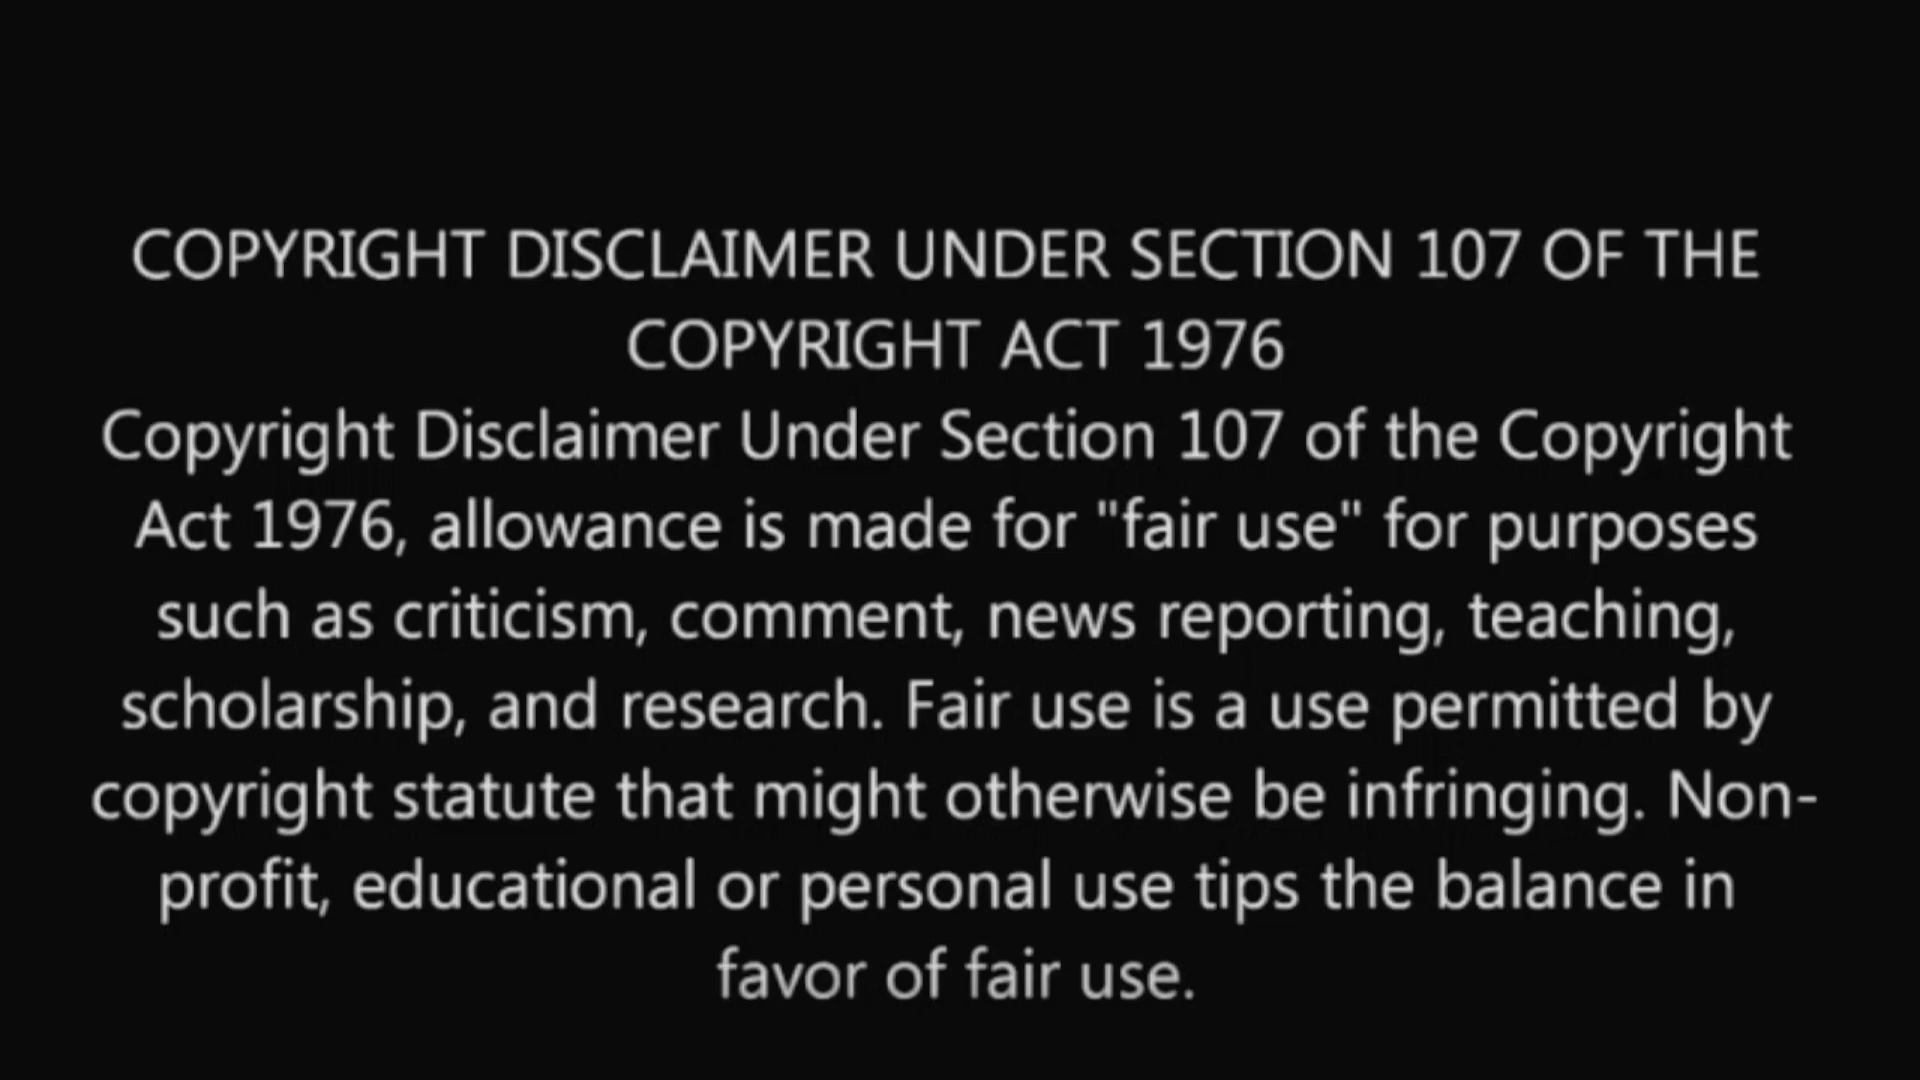 COPYRIGHT DISCLAIMER UNDER SECTION 107 OF THE
COPYRIGHT ACT 1976
Copyright Disclaimer Under Section 107 of the Copyright
Act 1976, allowance is made for "fair use" for purposes
such as criticism, comment, news reporting, teaching,
scholarship, and research. Fair use is a use permitted by
copyright statute that might otherwise be infringing. Non-
profit, educational or personal use tips the balance in
favor of fair use.